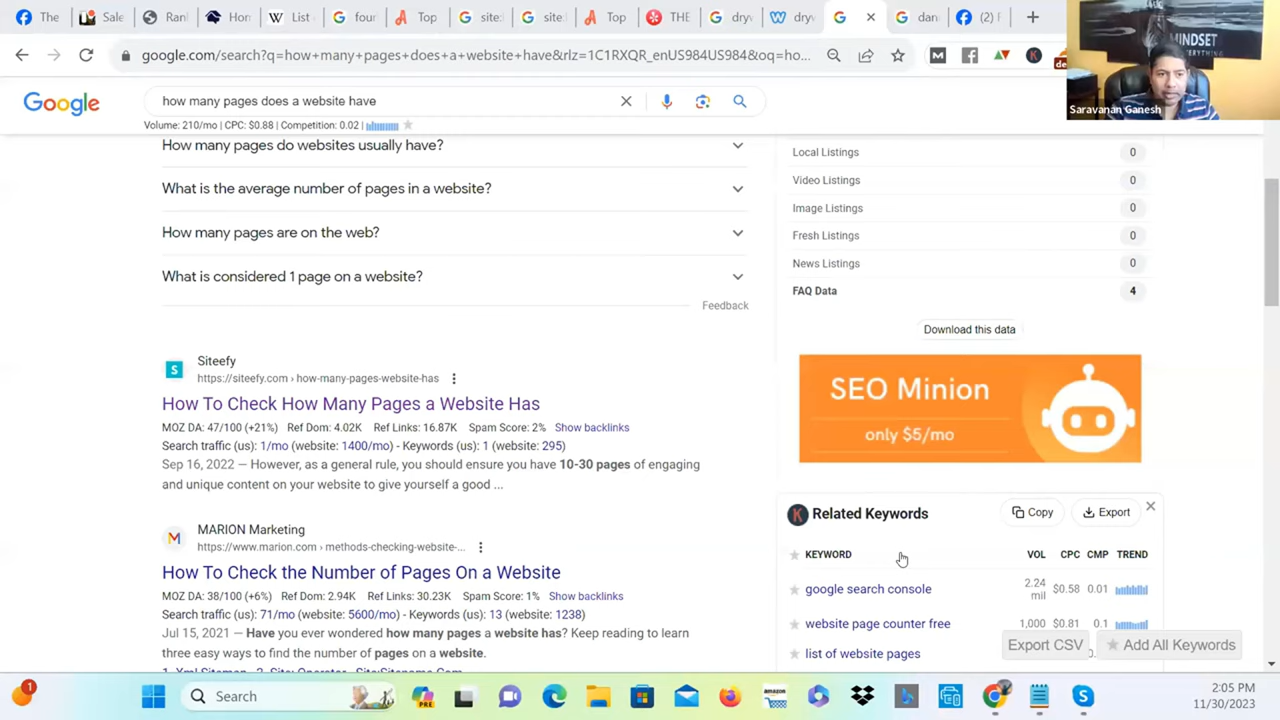 The
Sale
Ranl
Hon
List
four
Top
site:
site:
Top
THE
dryv
dryv
dan
(2) F
google.com/search?q=how+many+pages+does+a+website+have&rlz=1C1RXQR_enUS984US984&oq=ho...
MINDSET
EVERYTHING
Saravanan Ganesh
Google
how many pages does a website have
Volume: 210/mo | CPC: $0.88 | Competition: 0.02 |
How many pages do websites usually have?
What is the average number of pages in a website?
How many pages are on the web?
What is considered 1 page on a website?
Feedback
Siteefy
https://siteefy.com › how-many-pages-website-has
How To Check How Many Pages a Website Has
MOZ DA: 47/100 (+21%) Ref Dom: 4.02K Ref Links: 16.87K Spam Score: 2% Show backlinks
Search traffic (us): 1/mo (website: 1400/mo) - Keywords (us): 1 (website: 295)
Sep 16, 2022 — However, as a general rule, you should ensure you have 10-30 pages of engaging
and unique content on your website to give yourself a good ...
MARION Marketing
https://www.marion.com › methods-checking-website-...
How To Check the Number of Pages On a Website
MOZ DA: 38/100 (+6%) Ref Dom: 2.94K Ref Links: 30.28K Spam Score: 1% Show backlinks
Search traffic (us): 71/mo (website: 5600/mo) - Keywords (us): 13 (website: 1238)
Jul 15, 2021 — Have you ever wondered how many pages a website has? Keep reading to learn
three easy ways to find the number of pages on a website.
Local Listings 0
Video Listings 0
Image Listings 0
Fresh Listings 0
News Listings 0
FAQ Data 4
Download this data
SEO Minion
only $5/mo
K Related Keywords Copy Export
KEYWORD VOL CPC CMP TREND
google search console 2.24 mil $0.58 0.01
website page counter free 1,000 $0.81 0.1
list of website pages
Export CSV Add All Keywords
1
Search
PRE
amazon
2:05 PM
11/30/2023